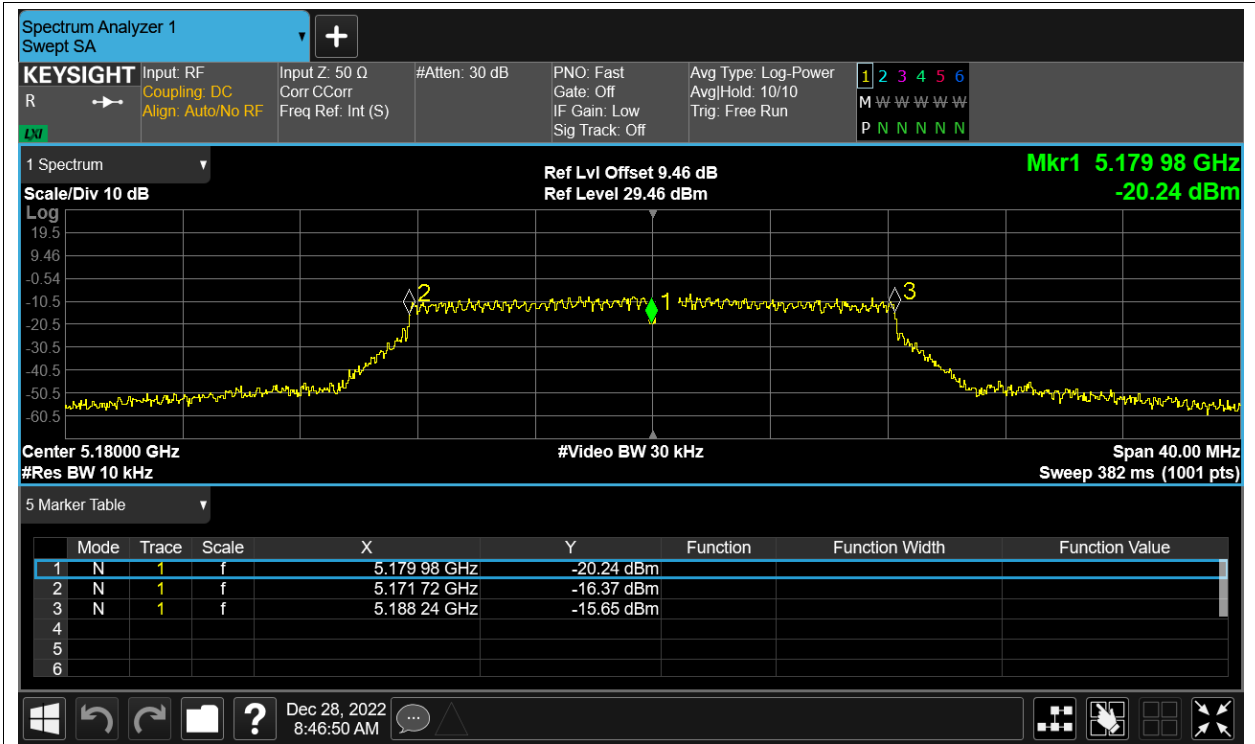 Spectrum Analyzer 1
Swept SA
KEYSIGHT Input: RF Input Z: 50 Ω #Atten: 30 dB PNO: Fast Avg Type: Log-Power 1 2 3 4 5 6
R Coupling: DC Corr CCorr Gate: Off Avg|Hold: 10/10 M W W W W W
Align: Auto/No RF Freq Ref: Int (S) IF Gain: Low Trig: Free Run
LXI Sig Track: Off P N N N N N
1 Spectrum Ref Lvl Offset 9.46 dB Mkr1 5.179 98 GHz
Scale/Div 10 dB Ref Level 29.46 dBm -20.24 dBm
Log
19.5
9.46
-0.54
-10.5
-20.5
-30.5
-40.5
-50.5
-60.5
2 1 3
Center 5.18000 GHz #Video BW 30 kHz Span 40.00 MHz
#Res BW 10 kHz Sweep 382 ms (1001 pts)
5 Marker Table
Mode Trace Scale X Y Function Function Width Function Value
1 N 1 f 5.179 98 GHz -20.24 dBm
2 N 1 f 5.171 72 GHz -16.37 dBm
3 N 1 f 5.188 24 GHz -15.65 dBm
4
5
6
? Dec 28, 2022
8:46:50 AM